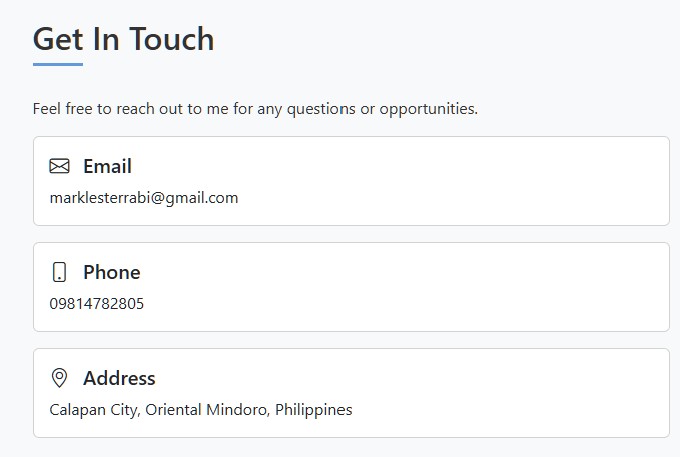 Get In Touch
Feel free to reach out to me for any questions or opportunities.
Email
marklesterrabi@gmail.com
Phone
09814782805
Address
Calapan City, Oriental Mindoro, Philippines